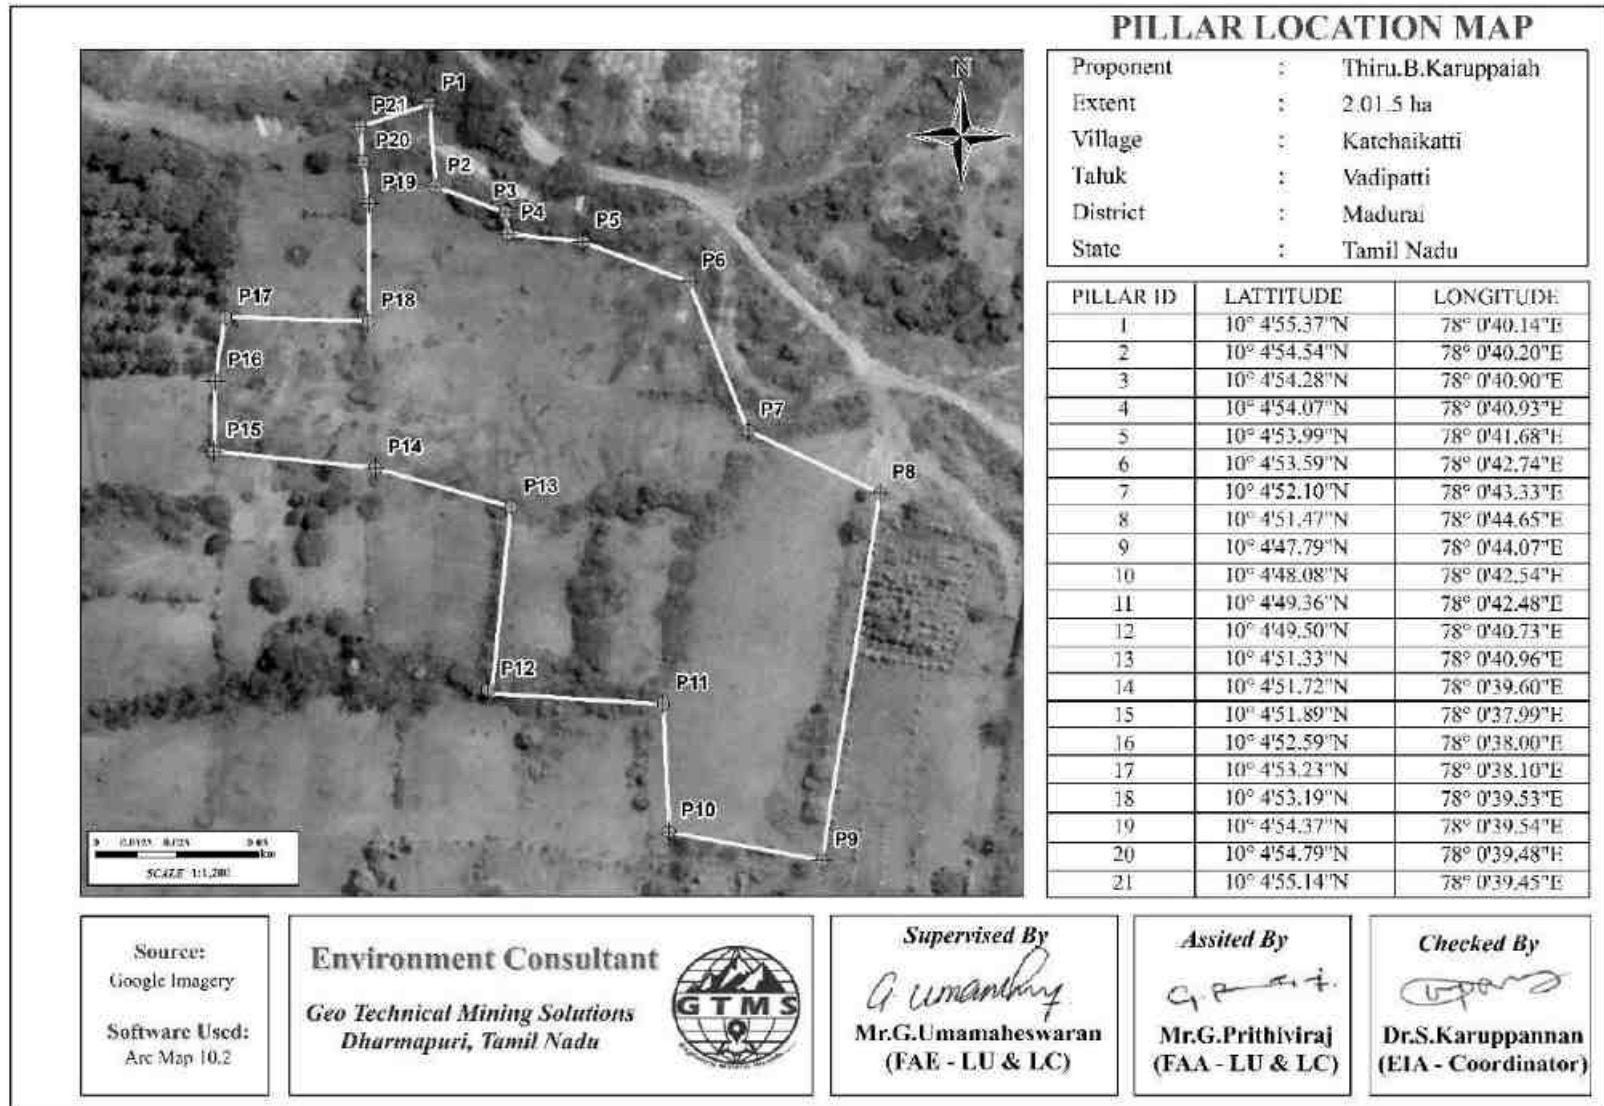 PILLAR LOCATION MAP
Proponent : Thiru.B.Karuppaiah
Extent : 2.01.5 ha
Village : Katchaikatti
Taluk : Vadipatti
District : Madurai
State : Tamil Nadu
PILLAR ID LATTITUDE LONGITUDE
1 10° 4'55.37"N 78° 0'40.14"E
2 10° 4'54.54"N 78° 0'40.20"E
3 10° 4'54.28"N 78° 0'40.90"E
4 10° 4'54.07"N 78° 0'40.93"E
5 10° 4'53.99"N 78° 0'41.68"E
6 10° 4'53.59"N 78° 0'42.74"E
7 10° 4'52.10"N 78° 0'43.33"E
8 10° 4'51.47"N 78° 0'44.65"E
9 10° 4'47.79"N 78° 0'44.07"E
10 10° 4'48.08"N 78° 0'42.54"E
11 10° 4'49.36"N 78° 0'42.48"E
12 10° 4'49.50"N 78° 0'40.73"E
13 10° 4'51.33"N 78° 0'40.96"E
14 10° 4'51.72"N 78° 0'39.60"E
15 10° 4'51.89"N 78° 0'37.99"E
16 10° 4'52.59"N 78° 0'38.00"E
17 10° 4'53.23"N 78° 0'38.10"E
18 10° 4'53.19"N 78° 0'39.53"E
19 10° 4'54.37"N 78° 0'39.54"E
20 10° 4'54.79"N 78° 0'39.48"E
21 10° 4'55.14"N 78° 0'39.45"E
N
P1
P21
P20
P2
P19
P3
P4
P5
P6
P17
P18
P16
P7
P15
P14
P8
P13
P12
P11
P10
P9
0 0.0125 0.025 0.05
km
SCALE 1:1,200
Source:
Google Imagery
Software Used:
Arc Map 10.2
Environment Consultant
Geo Technical Mining Solutions
Dharmapuri, Tamil Nadu
GTMS
Supervised By
Mr.G.Umamaheswaran
(FAE - LU & LC)
Assited By
Mr.G.Prithiviraj
(FAA - LU & LC)
Checked By
Dr.S.Karuppannan
(EIA - Coordinator)